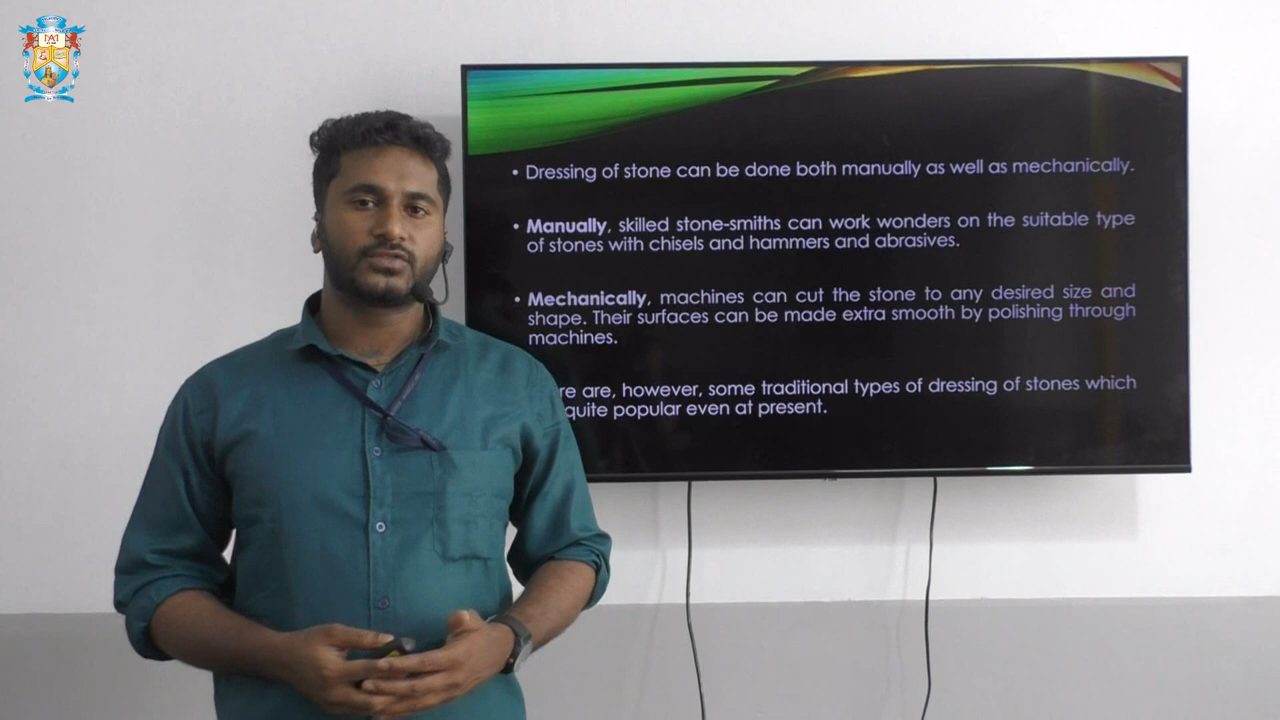 • Dressing of stone can be done both manually as well as mechanically.
• Manually, skilled stone-smiths can work wonders on the suitable type
of stones with chisels and hammers and abrasives.
• Mechanically, machines can cut the stone to any desired size and
shape. Their surfaces can be made extra smooth by polishing through
machines.
re are, however, some traditional types of dressing of stones which
quite popular even at present.